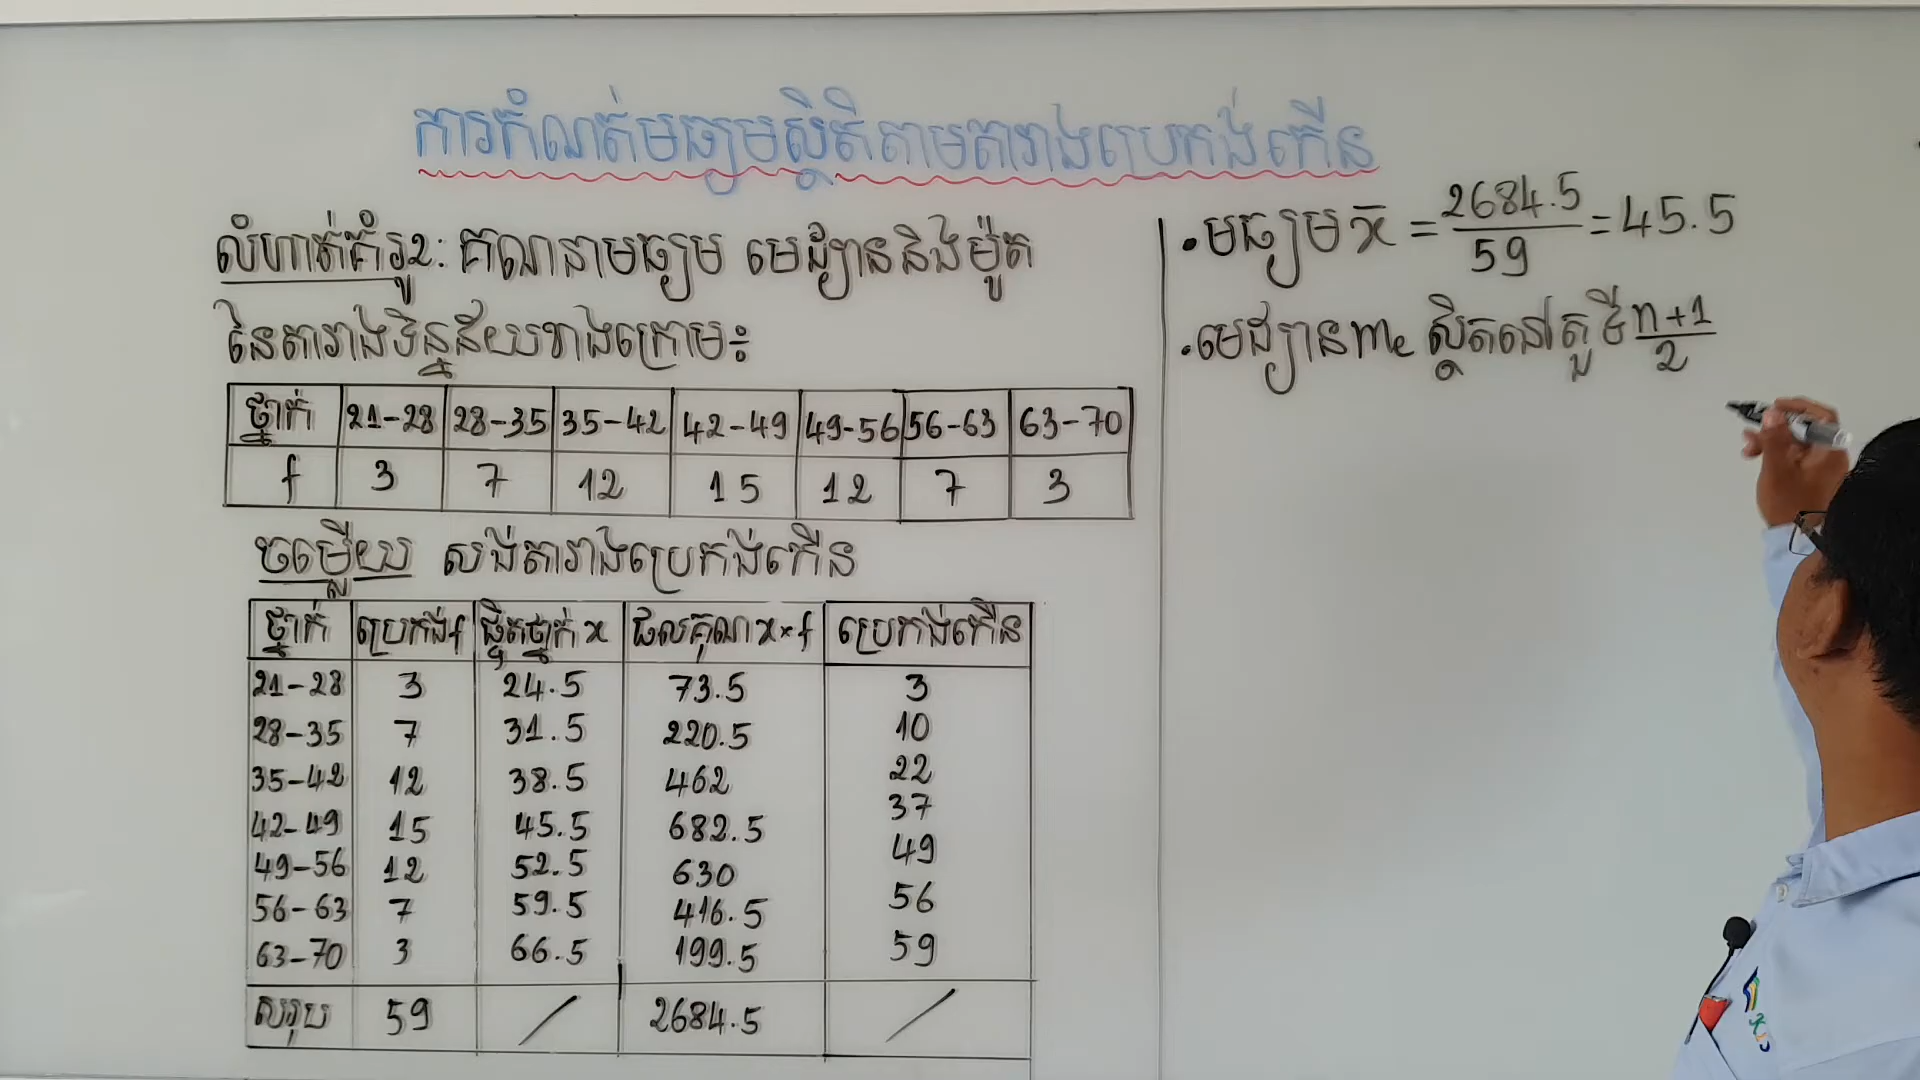 ការកំណត់មធ្យមស្ថិតិតាមតារាងប្រេកង់កើន
លំហាត់គំរូ2: គណនាមធ្យម មេដ្យាននិងម៉ូត
នៃតារាងទិន្នន័យខាងក្រោម៖
ថ្នាក់ 21-28 28-35 35-42 42-49 49-56 56-63 63-70
f 3 7 12 15 12 7 3
ចម្លើយ សង់តារាងប្រេកង់កើន
ថ្នាក់ ប្រេកង់f ផ្ចិតថ្នាក់ x ផលគុណ x×f ប្រេកង់កើន
21-28 3 24.5 73.5 3
28-35 7 31.5 220.5 10
35-42 12 38.5 462 22
42-49 15 45.5 682.5 37
49-56 12 52.5 630 49
56-63 7 59.5 416.5 56
63-70 3 66.5 199.5 59
សរុប 59 / 2684.5 /
• មធ្យម x̄ = 2684.5/59 = 45.5
• មេដ្យាន me ស្ថិតនៅតួទី n+1/2